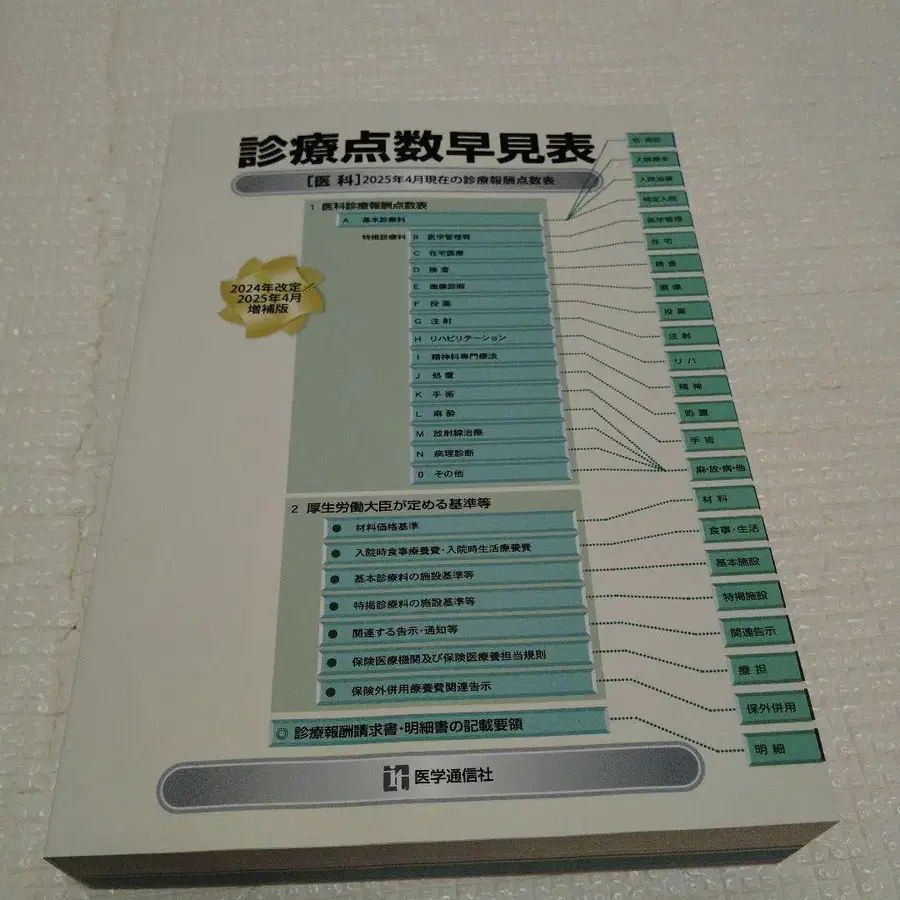 診療点数早見表
[医 科]2025年4月現在の診療報酬点数表
2024年改定／
2025年4月
増補版
1 医科診療報酬点数表
A 基本診療料
特掲診療料 B 医学管理等
C 在宅医療
D 検査
E 画像診断
F 投薬
G 注射
H リハビリテーション
I 精神科専門療法
J 処置
K 手術
L 麻酔
M 放射線治療
N 病理診断
0 その他
2 厚生労働大臣が定める基準等
● 材料価格基準
● 入院時食事療養費・入院時生活療養費
● 基本診療料の施設基準等
● 特掲診療料の施設基準等
● 関連する告示・通知等
● 保険医療機関及び保険医療養担当規則
● 保険外併用療養費関連告示
◎ 診療報酬請求書・明細書の記載要領
入院基本
入院加算
特定入院
医学管理
在宅
検査
画像
投薬
注射
リハ
精神
処置
手術
麻・放・病・他
材料
食事・生活
基本施設
特掲施設
関連告示
療担
保外併用
明細
医学通信社